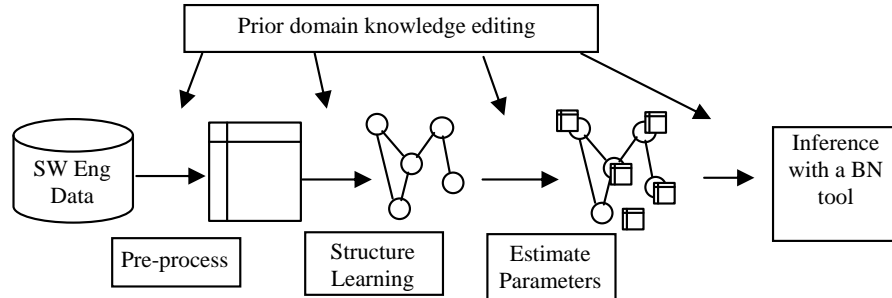 Prior domain knowledge editing
SW Eng
Data
Inference
with a BN
tool
Pre-process
Structure
Learning
Estimate
Parameters